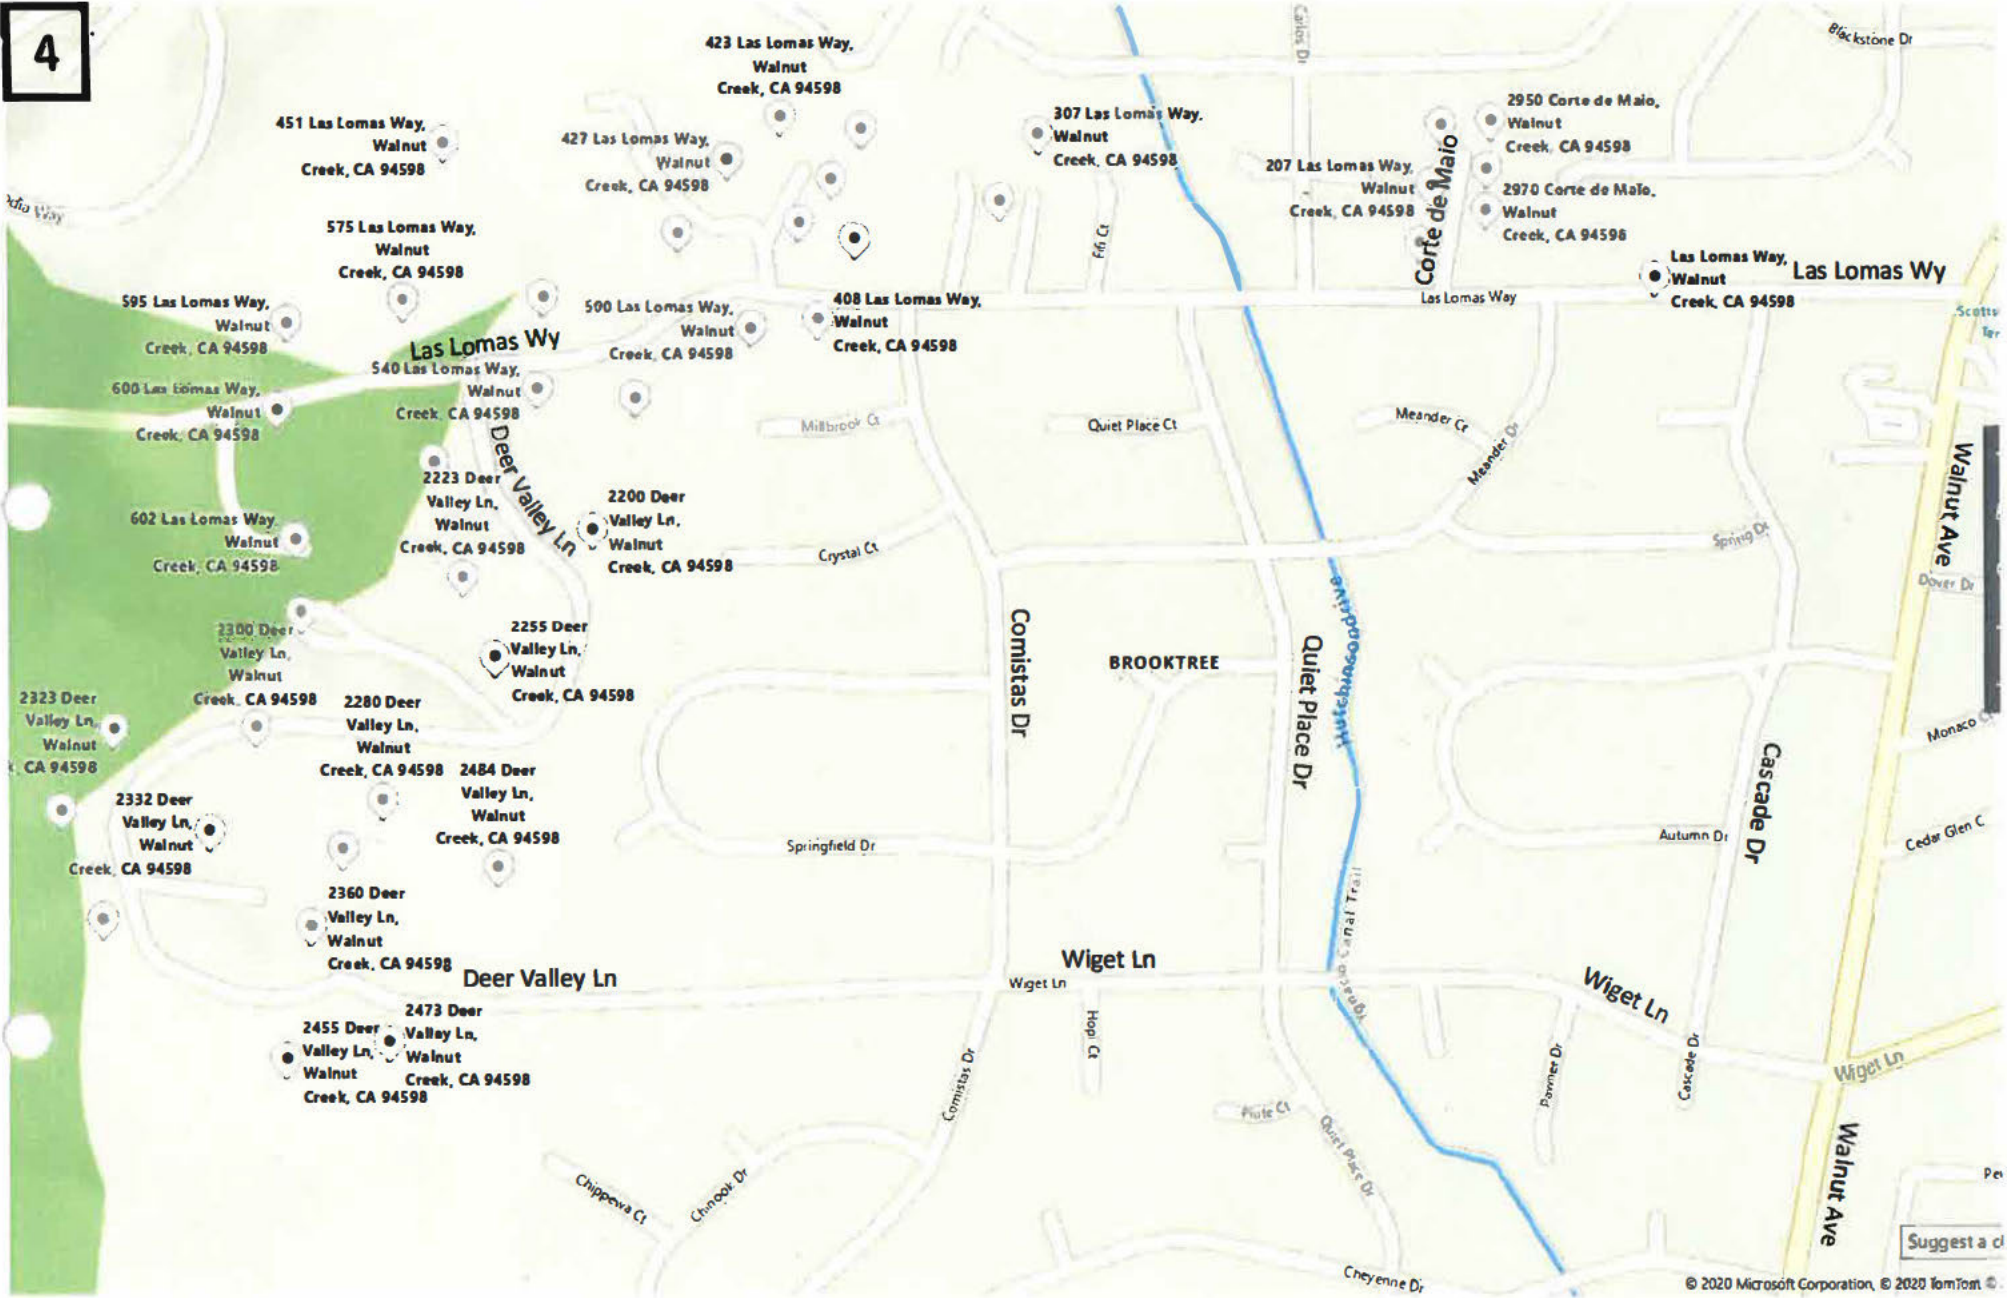 4
Blackstone Dr
Carlos Dr
423 Las Lomas Way,
Walnut
Creek, CA 94598
451 Las Lomas Way,
Walnut
Creek, CA 94598
427 Las Lomas Way,
Walnut
Creek, CA 94598
307 Las Lomas Way,
Walnut
Creek, CA 94598
2950 Corte de Maio,
Walnut
Creek, CA 94598
207 Las Lomas Way,
Walnut
Creek, CA 94598
Corte de Maio
2970 Corte de Maio,
Walnut
Creek, CA 94598
575 Las Lomas Way,
Walnut
Creek, CA 94598
Fifi Ct
Las Lomas Way,
Walnut
Creek, CA 94598
Las Lomas Wy
595 Las Lomas Way,
Walnut
Creek, CA 94598
500 Las Lomas Way,
Walnut
Creek, CA 94598
408 Las Lomas Way,
Walnut
Creek, CA 94598
Las Lomas Way
Las Lomas Wy
540 Las Lomas Way,
Walnut
Creek, CA 94598
600 Las Lomas Way,
Walnut
Creek, CA 94598
Millbrook Ct
Quiet Place Ct
Meander Ct
Meander Dr
Deer Valley Ln
2223 Deer
Valley Ln,
Walnut
Creek, CA 94598
2200 Deer
Valley Ln,
Walnut
Creek, CA 94598
602 Las Lomas Way,
Walnut
Creek, CA 94598
Crystal Ct
Spring Dr
Walnut Ave
Dover Dr
2255 Deer
Valley Ln,
Walnut
Creek, CA 94598
2300 Deer
Valley Ln,
Walnut
Creek, CA 94598
Comistas Dr
BROOKTREE
Quiet Place Dr
2323 Deer
Valley Ln,
Walnut
CA 94598
2280 Deer
Valley Ln,
Walnut
Creek, CA 94598
2484 Deer
Valley Ln,
Walnut
Creek, CA 94598
Monaco
Cascade Dr
2332 Deer
Valley Ln,
Walnut
Creek, CA 94598
Springfield Dr
Autumn Dr
Cedar Glen C
2360 Deer
Valley Ln,
Walnut
Creek, CA 94598
Canal Trail
Deer Valley Ln
Wiget Ln
Wiget Ln
Wiget Ln
2473 Deer
Valley Ln,
Walnut
Creek, CA 94598
2455 Deer
Valley Ln,
Walnut
Creek, CA 94598
Hopi Ct
Comistas Dr
Pawnee Dr
Cascade Dr
Wiget Ln
Piute Ct
Quiet Place Dr
Walnut Ave
Chippewa Ct
Chinook Dr
Cheyenne Dr
Suggest a
© 2020 Microsoft Corporation, © 2020 TomTom ©